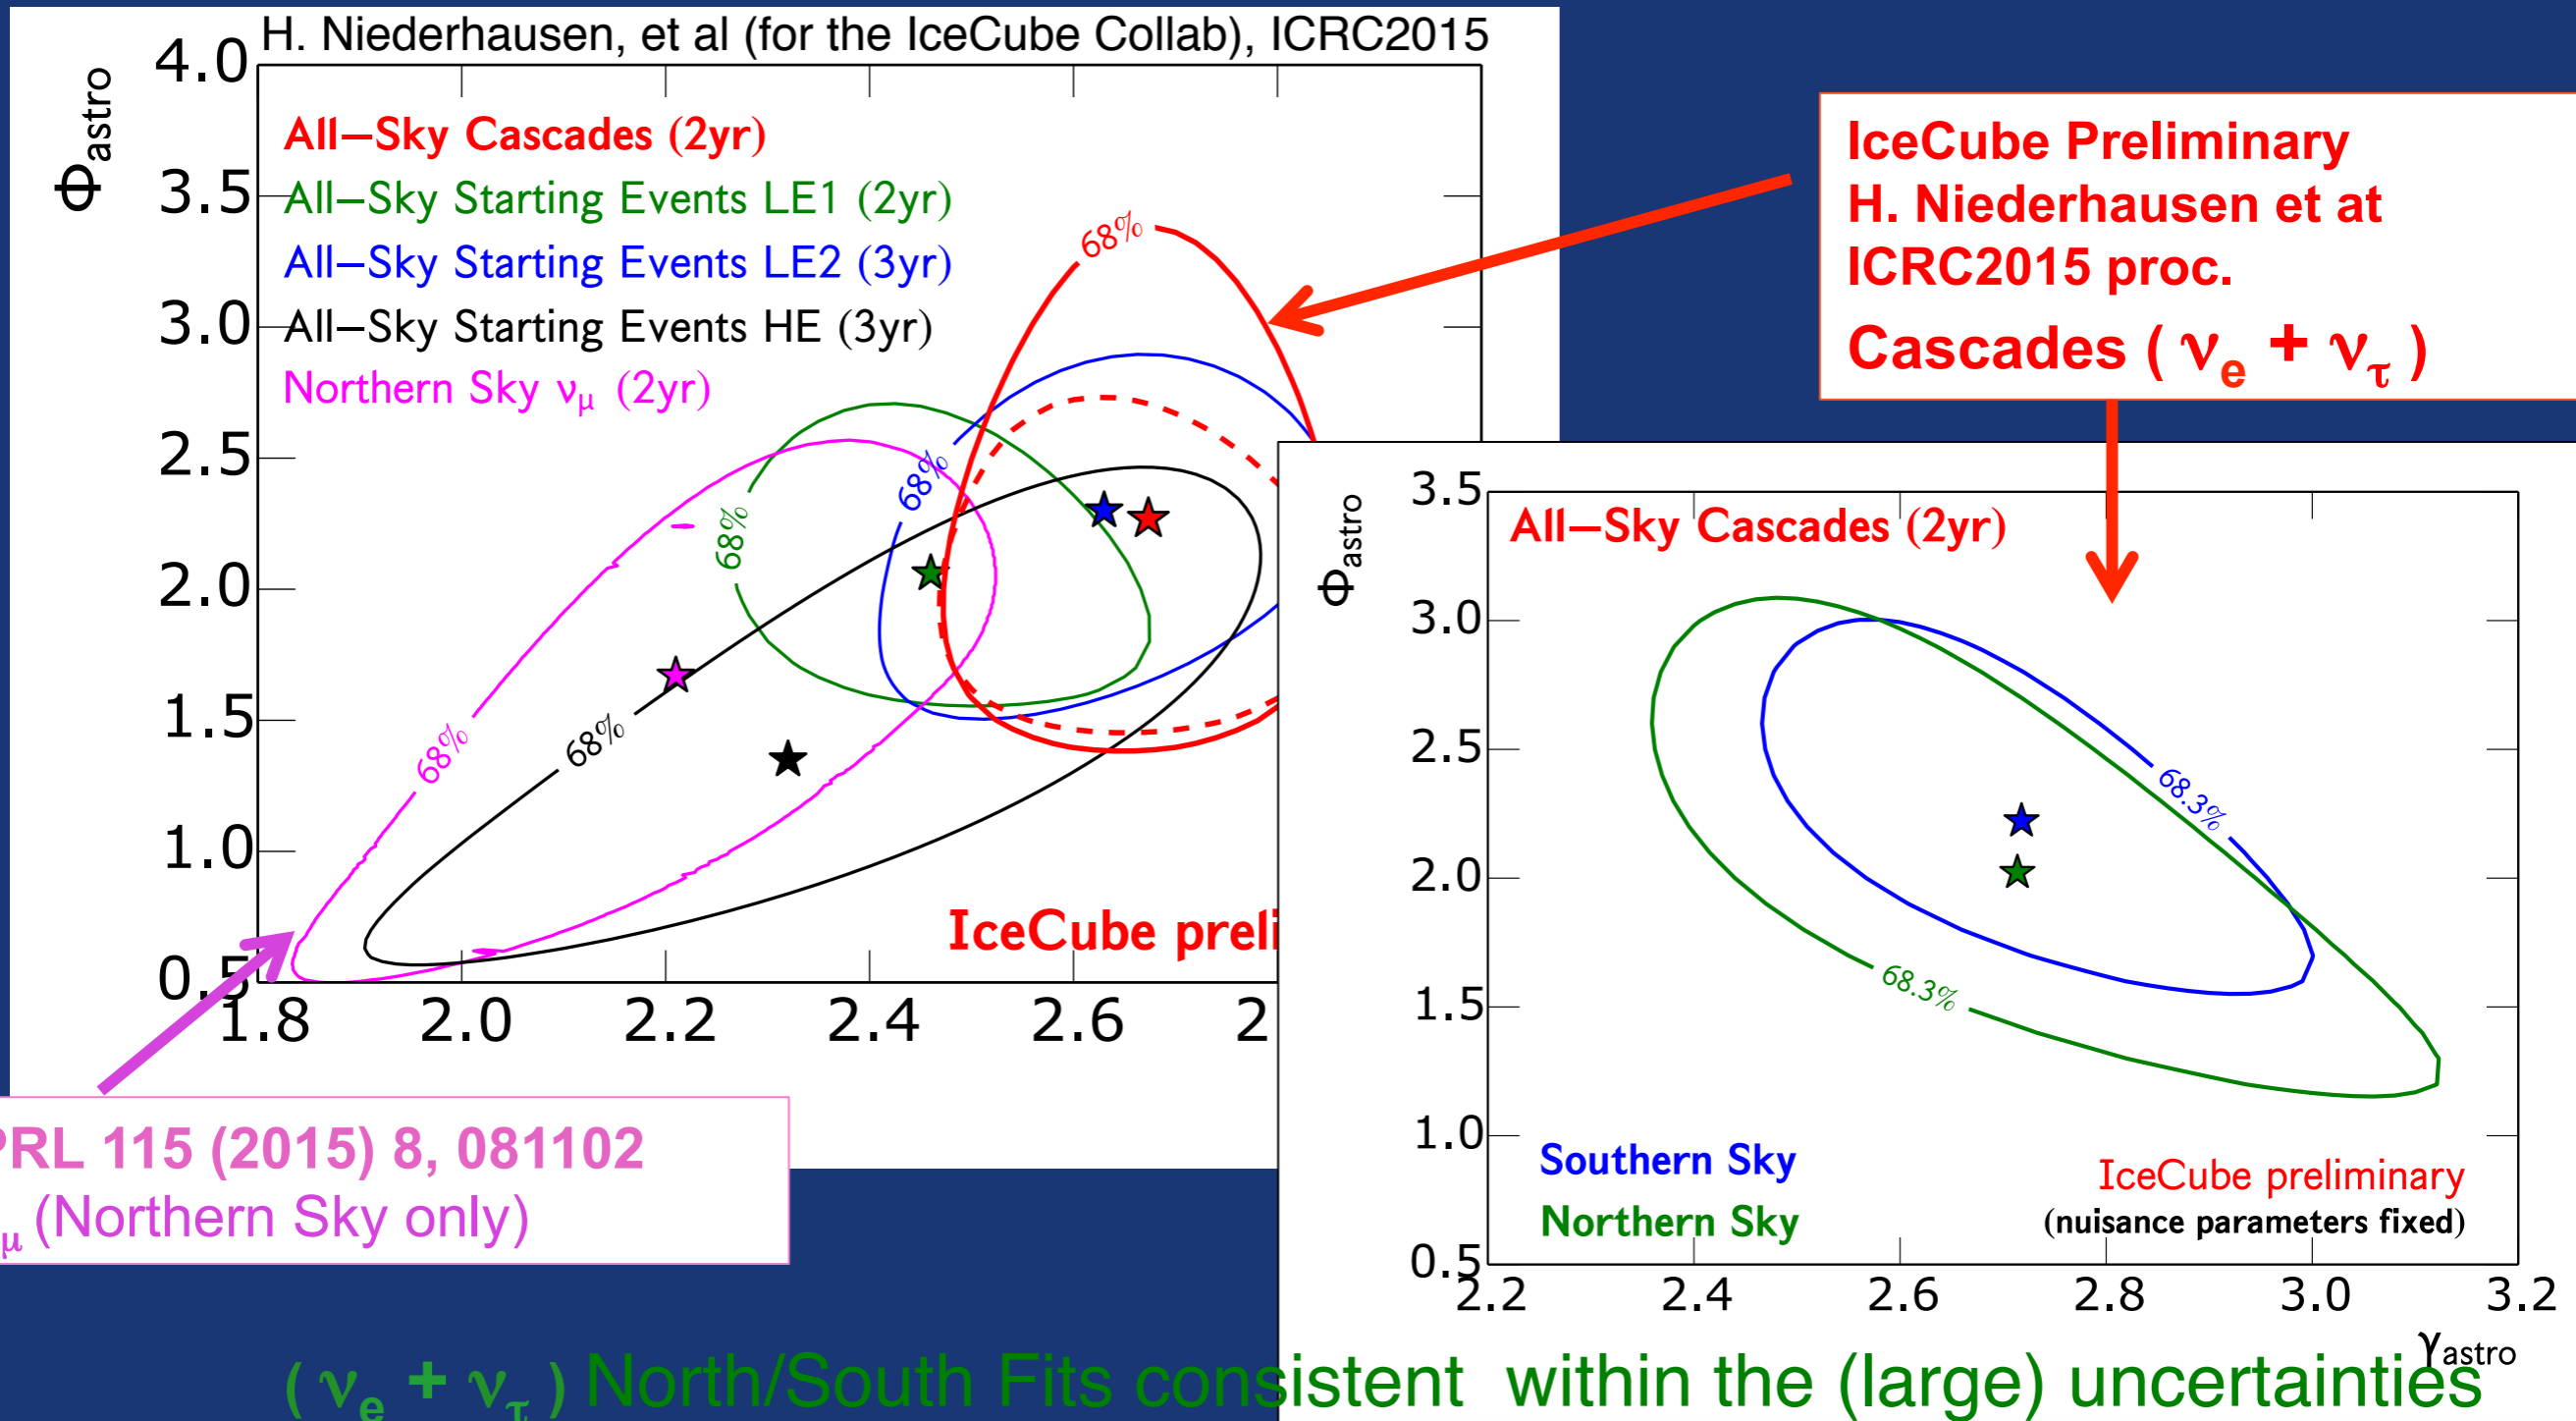 H. Niederhausen, et al (for the IceCube Collab), ICRC2015
Φastro
4.0
3.5
3.0
2.5
2.0
1.5
1.0
0.5
All–Sky Cascades (2yr)
All–Sky Starting Events LE1 (2yr)
All–Sky Starting Events LE2 (3yr)
All–Sky Starting Events HE (3yr)
Northern Sky νμ (2yr)
68%
68%
68%
68%
68%
IceCube preli
1.8 2.0 2.2 2.4 2.6 2
IceCube Preliminary
H. Niederhausen et at
ICRC2015 proc.
Cascades ( νe + ντ )
PRL 115 (2015) 8, 081102
μ (Northern Sky only)
Φastro
3.5
3.0
2.5
2.0
1.5
1.0
0.5
All–Sky Cascades (2yr)
68.3%
68.3%
Southern Sky
Northern Sky
IceCube preliminary
(nuisance parameters fixed)
2.2 2.4 2.6 2.8 3.0 3.2
γastro
( νe + ντ ) North/South Fits consistent within the (large) uncertainties